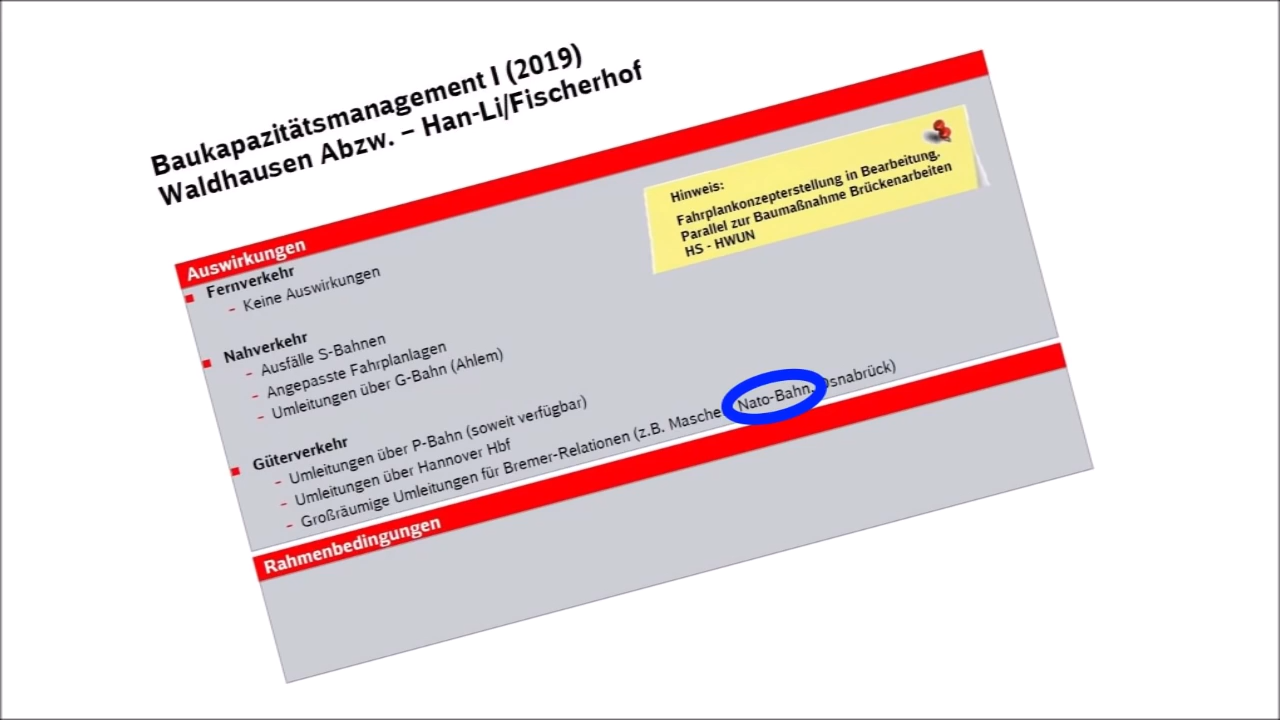 Baukapazitätsmanagement I (2019)
Waldhausen Abzw. – Han-Li/Fischerhof
Hinweis:
Fahrplankonzepterstellung in Bearbeitung,
Parallel zur Baumaßnahme Brückenarbeiten
HS - HWUN
Auswirkungen
Fernverkehr
– Keine Auswirkungen
Nahverkehr
– Ausfälle S-Bahnen
– Angepasste Fahrplanlagen
– Umleitungen über G-Bahn (Ahlem)
Güterverkehr
– Umleitungen über P-Bahn (soweit verfügbar)
– Umleitungen über Hannover Hbf
– Großräumige Umleitungen für Bremer-Relationen (z.B. Masche Nato-Bahn, Osnabrück)
Rahmenbedingungen